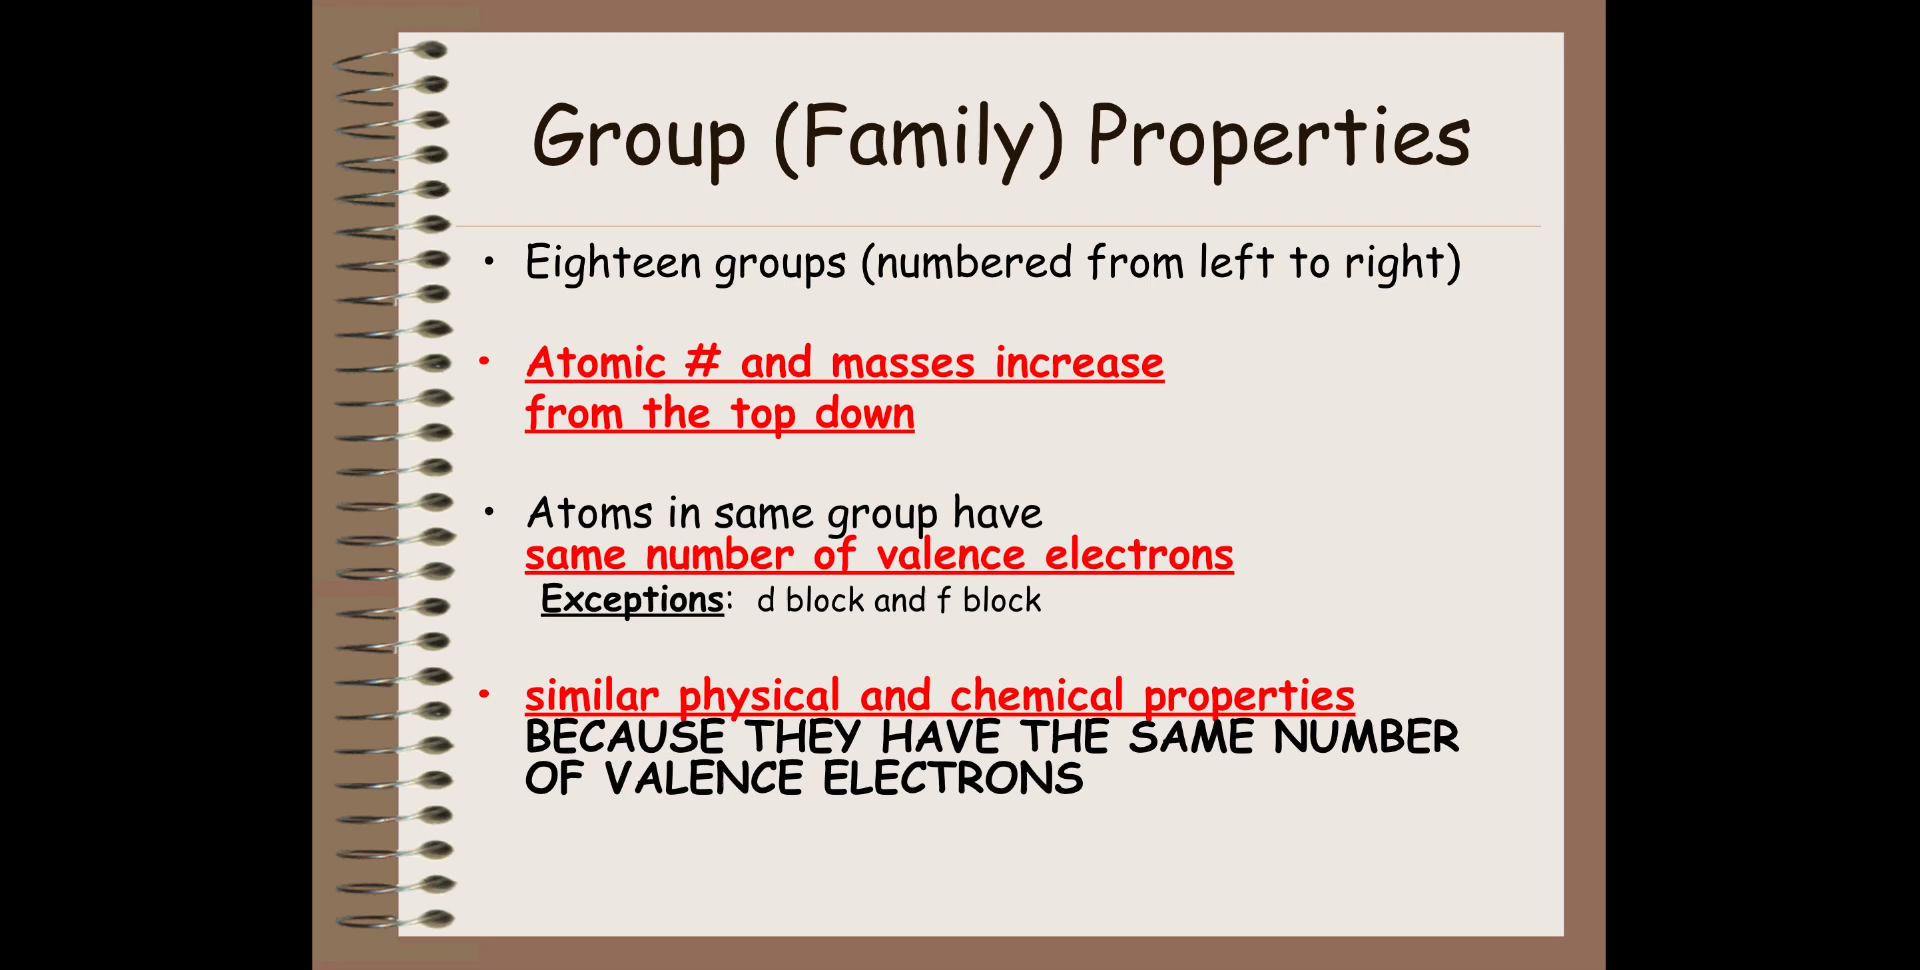 Group (Family) Properties
• Eighteen groups (numbered from left to right)
• Atomic # and masses increase
from the top down
• Atoms in same group have
same number of valence electrons
Exceptions: d block and f block
• similar physical and chemical properties
BECAUSE THEY HAVE THE SAME NUMBER
OF VALENCE ELECTRONS